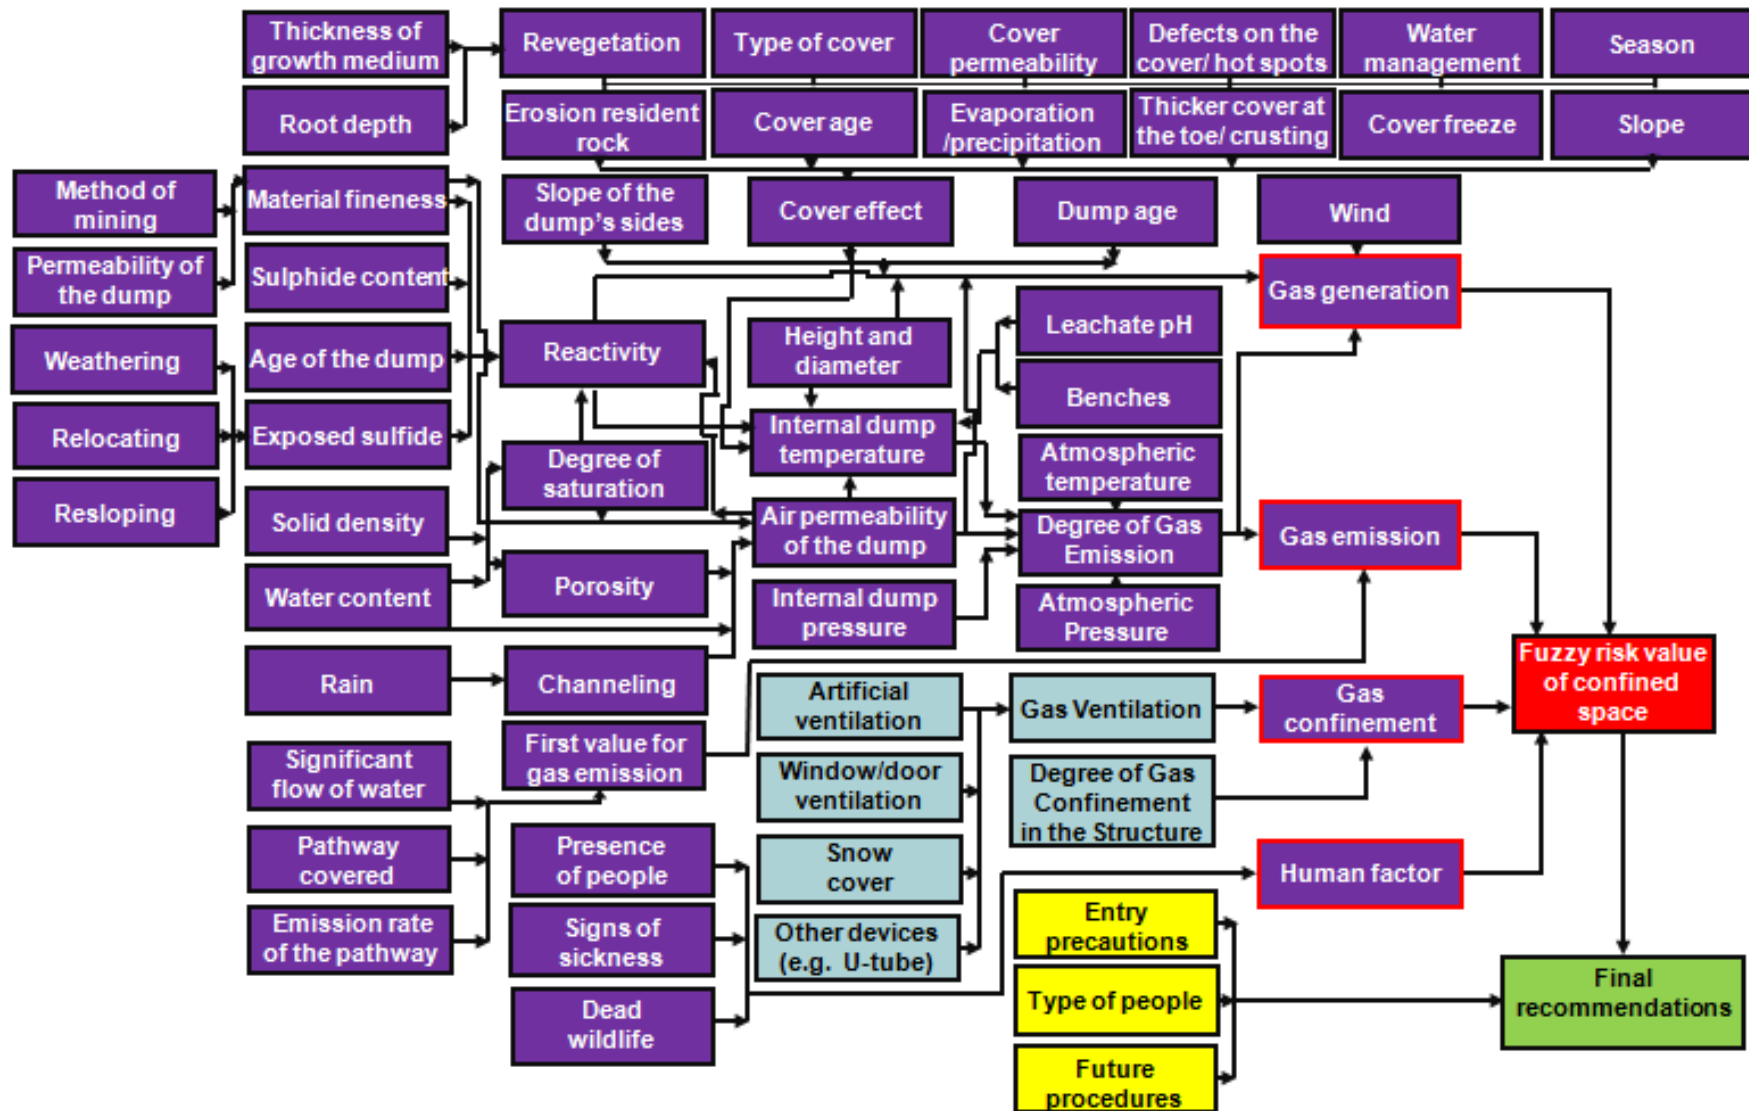 Thickness of
growth medium
Revegetation
Type of cover
Cover
permeability
Defects on the
cover/ hot spots
Water
management
Season
Root depth
Erosion resident
rock
Cover age
Evaporation
/precipitation
Thicker cover at
the toe/ crusting
Cover freeze
Slope
Method of
mining
Material fineness
Slope of the
dump's sides
Cover effect
Dump age
Wind
Permeability of
the dump
Sulphide content
Gas generation
Weathering
Age of the dump
Reactivity
Height and
diameter
Leachate pH
Benches
Relocating
Exposed sulfide
Internal dump
temperature
Degree of
saturation
Atmospheric
temperature
Resloping
Solid density
Air permeability
of the dump
Degree of Gas
Emission
Gas emission
Water content
Porosity
Internal dump
pressure
Atmospheric
Pressure
Rain
Channeling
Artificial
ventilation
Gas Ventilation
Gas
confinement
Fuzzy risk value
of confined
space
Significant
flow of water
First value for
gas emission
Window/door
ventilation
Degree of Gas
Confinement
in the Structure
Pathway
covered
Presence
of people
Snow
cover
Human factor
Emission rate
of the pathway
Signs of
sickness
Other devices
(e.g. U-tube)
Entry
precautions
Dead
wildlife
Type of people
Final
recommendations
Future
procedures